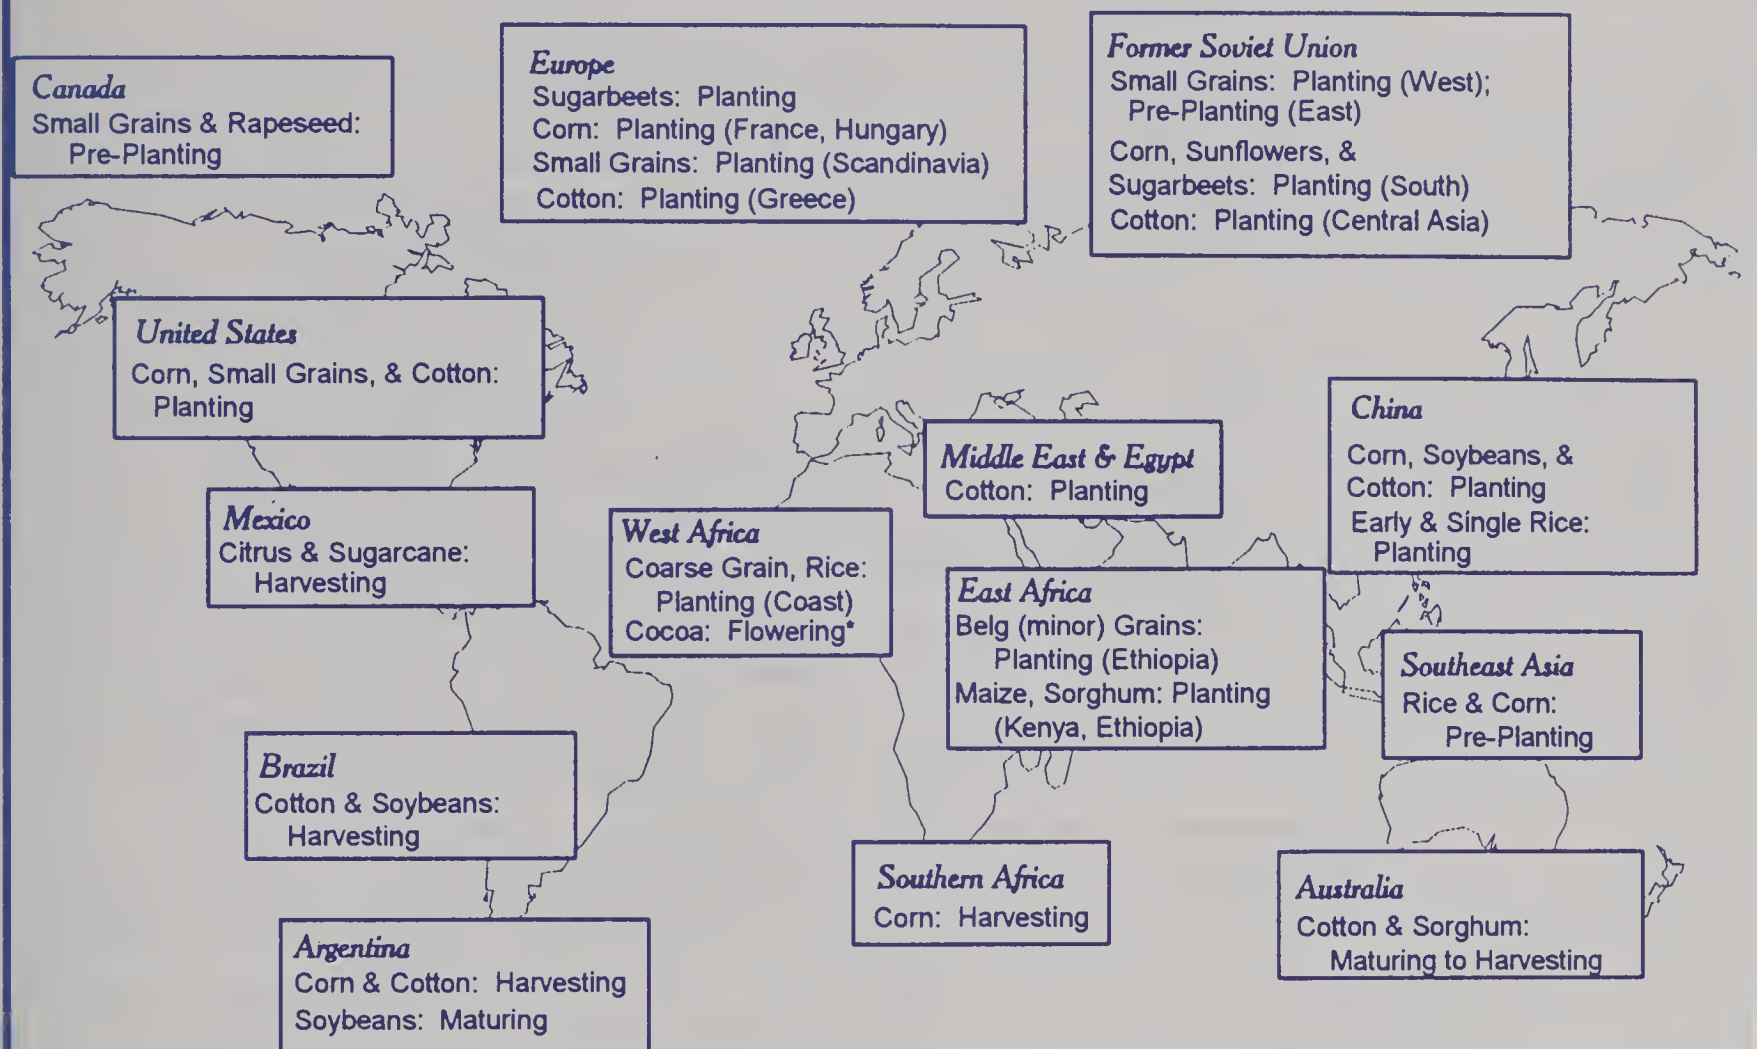 Canada
Small Grains & Rapeseed:
Pre-Planting
Europe
Sugarbeets: Planting
Corn: Planting (France, Hungary)
Small Grains: Planting (Scandinavia)
Cotton: Planting (Greece)
Former Soviet Union
Small Grains: Planting (West);
Pre-Planting (East)
Corn, Sunflowers, &
Sugarbeets: Planting (South)
Cotton: Planting (Central Asia)
United States
Corn, Small Grains, & Cotton:
Planting
Middle East & Egypt
Cotton: Planting
China
Corn, Soybeans, &
Cotton: Planting
Early & Single Rice:
Planting
Mexico
Citrus & Sugarcane:
Harvesting
West Africa
Coarse Grain, Rice:
Planting (Coast)
Cocoa: Flowering*
East Africa
Belg (minor) Grains:
Planting (Ethiopia)
Maize, Sorghum: Planting
(Kenya, Ethiopia)
Southeast Asia
Rice & Corn:
Pre-Planting
Brazil
Cotton & Soybeans:
Harvesting
Southern Africa
Corn: Harvesting
Australia
Cotton & Sorghum:
Maturing to Harvesting
Argentina
Corn & Cotton: Harvesting
Soybeans: Maturing